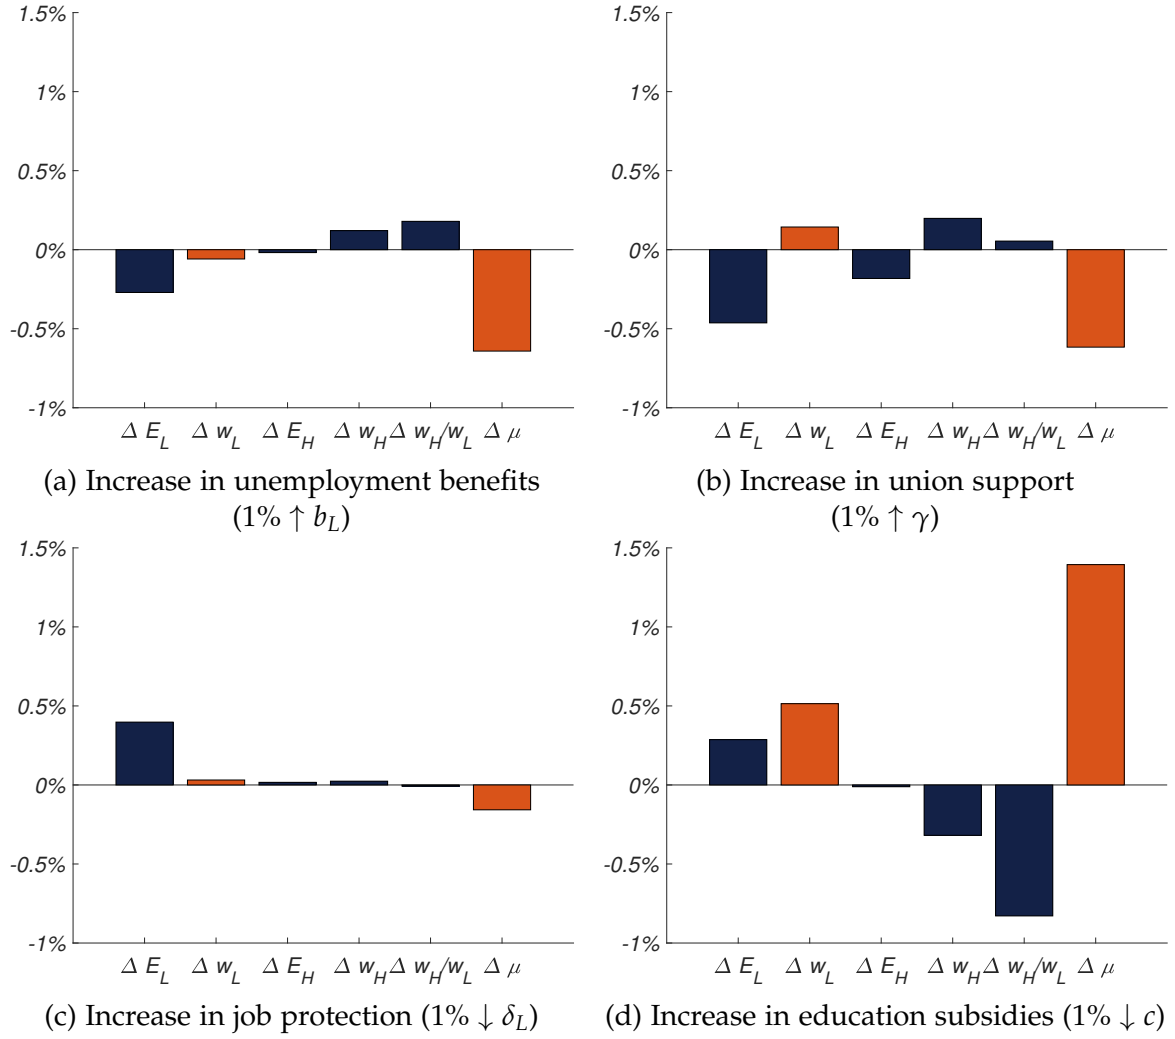 1.5%
1%
0.5%
0%
-0.5%
-1%
Δ E_L Δ w_L Δ E_H Δ w_H Δ w_H/w_L Δ μ
(a) Increase in unemployment benefits
(1% ↑ b_L)
1.5%
1%
0.5%
0%
-0.5%
-1%
Δ E_L Δ w_L Δ E_H Δ w_H Δ w_H/w_L Δ μ
(b) Increase in union support
(1% ↑ γ)
1.5%
1%
0.5%
0%
-0.5%
-1%
Δ E_L Δ w_L Δ E_H Δ w_H Δ w_H/w_L Δ μ
(c) Increase in job protection (1% ↓ δ_L)
1.5%
1%
0.5%
0%
-0.5%
-1%
Δ E_L Δ w_L Δ E_H Δ w_H Δ w_H/w_L Δ μ
(d) Increase in education subsidies (1% ↓ c)